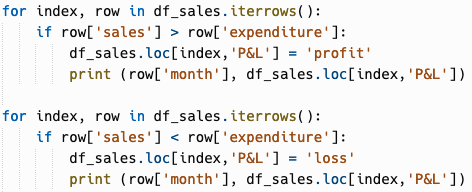 for index, row in df_sales.iterrows():
    if row['sales'] > row['expenditure']:
        df_sales.loc[index,'P&L'] = 'profit'
        print (row['month'], df_sales.loc[index,'P&L'])
for index, row in df_sales.iterrows():
    if row['sales'] < row['expenditure']:
        df_sales.loc[index,'P&L'] = 'loss'
        print (row['month'], df_sales.loc[index,'P&L'])